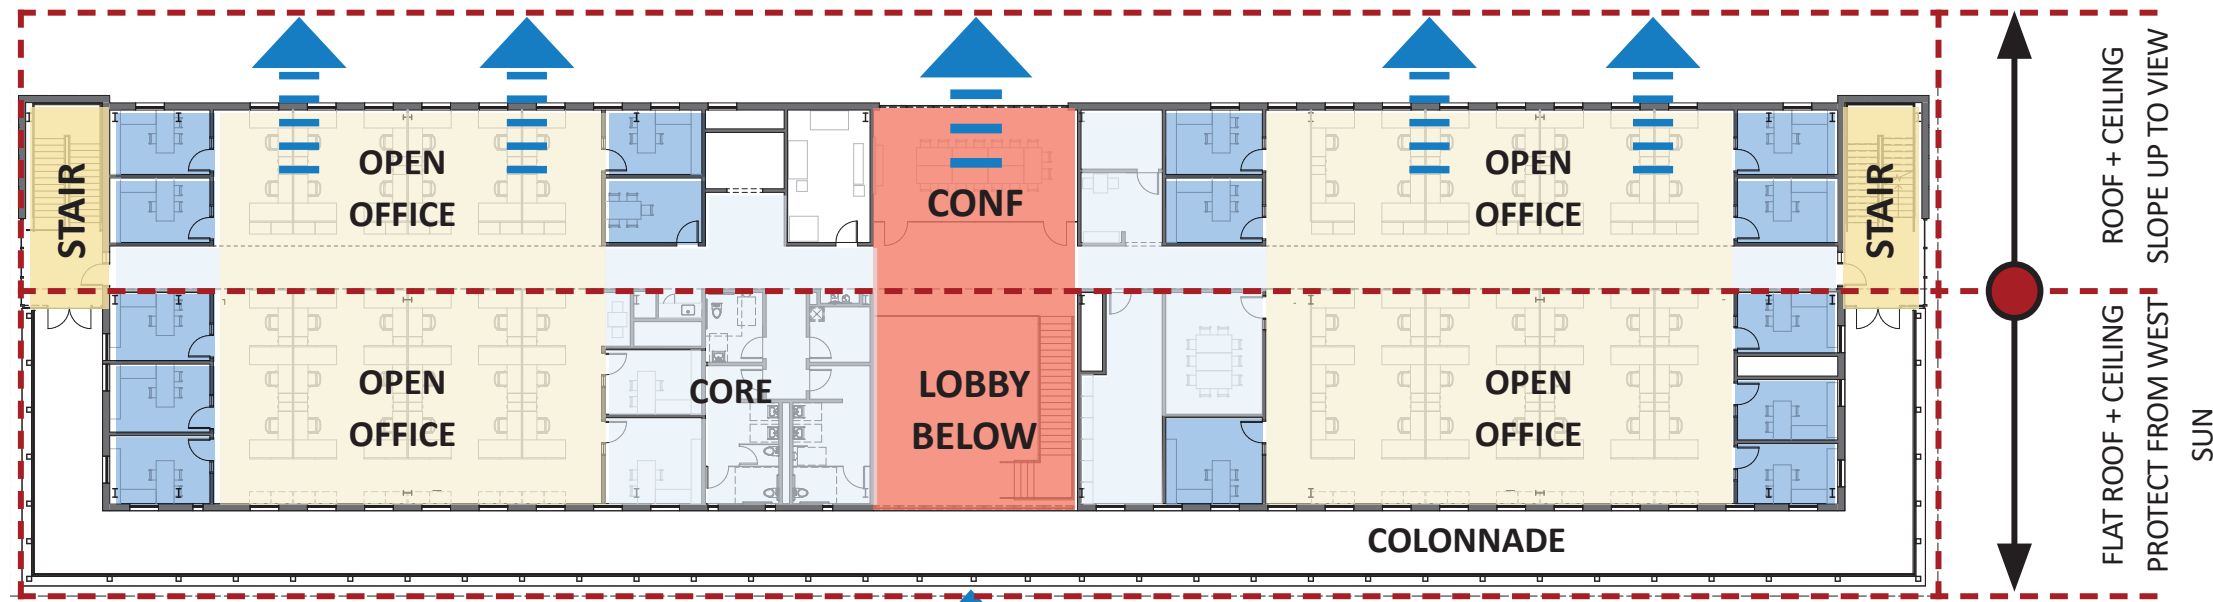 STAIR
OPEN
OFFICE
CONF
OPEN
OFFICE
STAIR
OPEN
OFFICE
CORE
LOBBY
BELOW
OPEN
OFFICE
COLONNADE
ROOF + CEILING
SLOPE UP TO VIEW
FLAT ROOF + CEILING
PROTECT FROM WEST
SUN